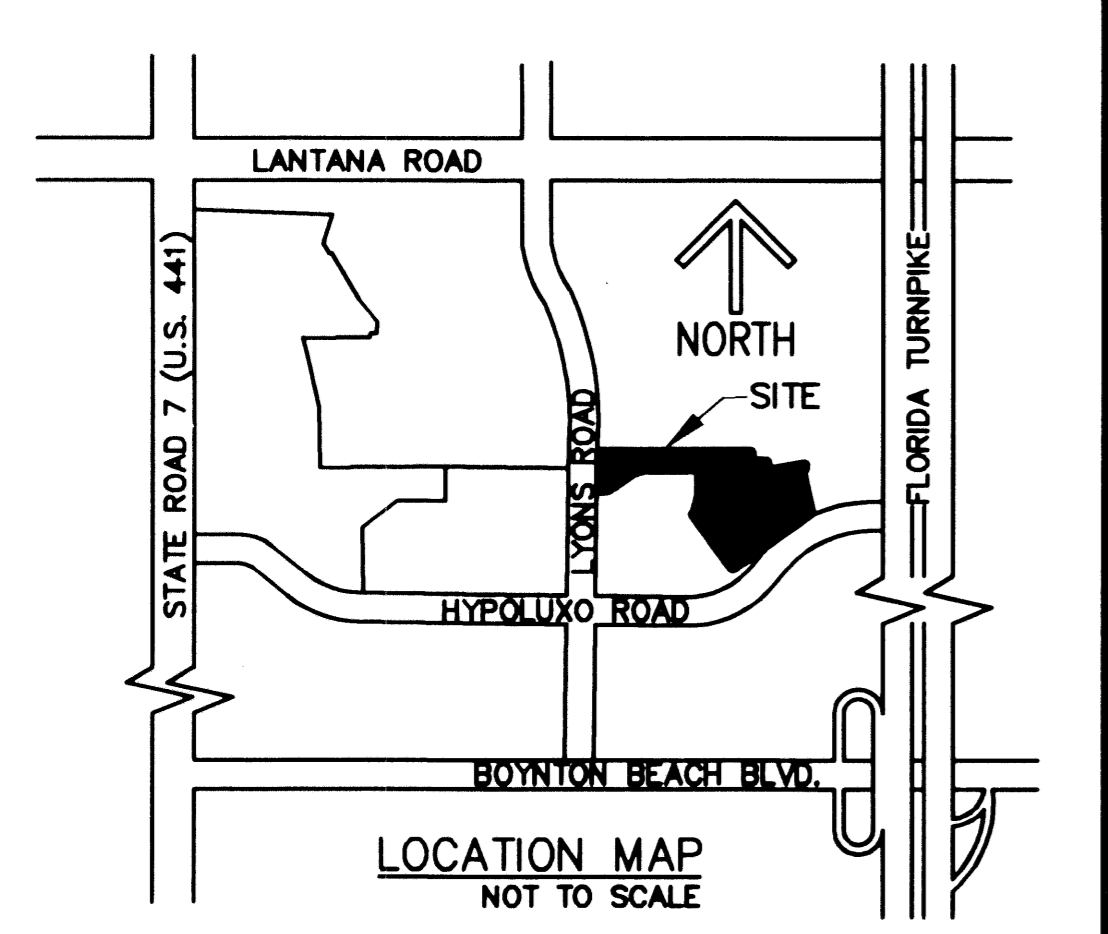 LANTANA ROAD
STATE ROAD 7 (U.S. 441)
NORTH
FLORIDA TURNPIKE
SITE
LYONS ROAD
HYPOLUXO ROAD
BOYNTON BEACH BLVD.
LOCATION MAP
NOT TO SCALE